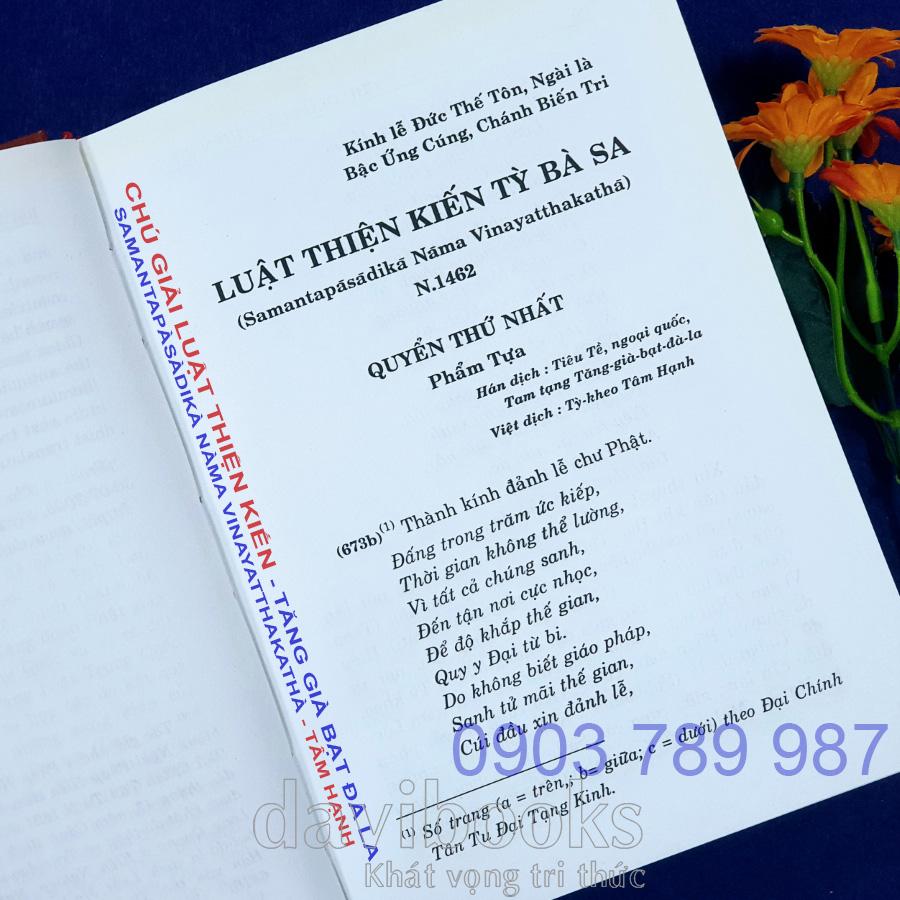 Kính lễ Đức Thế Tôn, Ngài là
Bậc Ứng Cúng, Chánh Biến Tri
LUẬT THIỆN KIẾN TỲ BÀ SA
(Samantapāsādikā Nāma Vinayatthakathā)
N.1462
QUYỂN THỨ NHẤT
Phẩm Tựa
Hán dịch : Tiêu Tề, ngoại quốc,
Tam tạng Tăng-già-bạt-đà-la
Việt dịch : Tỳ-kheo Tâm Hạnh
(673b)(1) Thành kính đảnh lễ chư Phật.
Đấng trong trăm ức kiếp,
Thời gian không thể lường,
Vì tất cả chúng sanh,
Đến tận nơi cực nhọc,
Để độ khắp thế gian,
Quy y Đại từ bi.
Do không biết giáo pháp,
Sanh tử mãi thế gian,
Cúi đầu xin đảnh lễ,
(1) Số trang (a = trên,; b= giữa; c = dưới) theo Đại Chính
Tân Tu Đại Tạng Kinh.
CHÚ GIẢI LUẬT THIỆN KIẾN - TĂNG GIÀ BẠT ĐÀ LA
SAMANTAPÀSÀDIKÀ NÀMA VINAYATTHAKATHÀ - TÂM HẠNH
0903 789 987
davibooks
Khát vọng tri thức